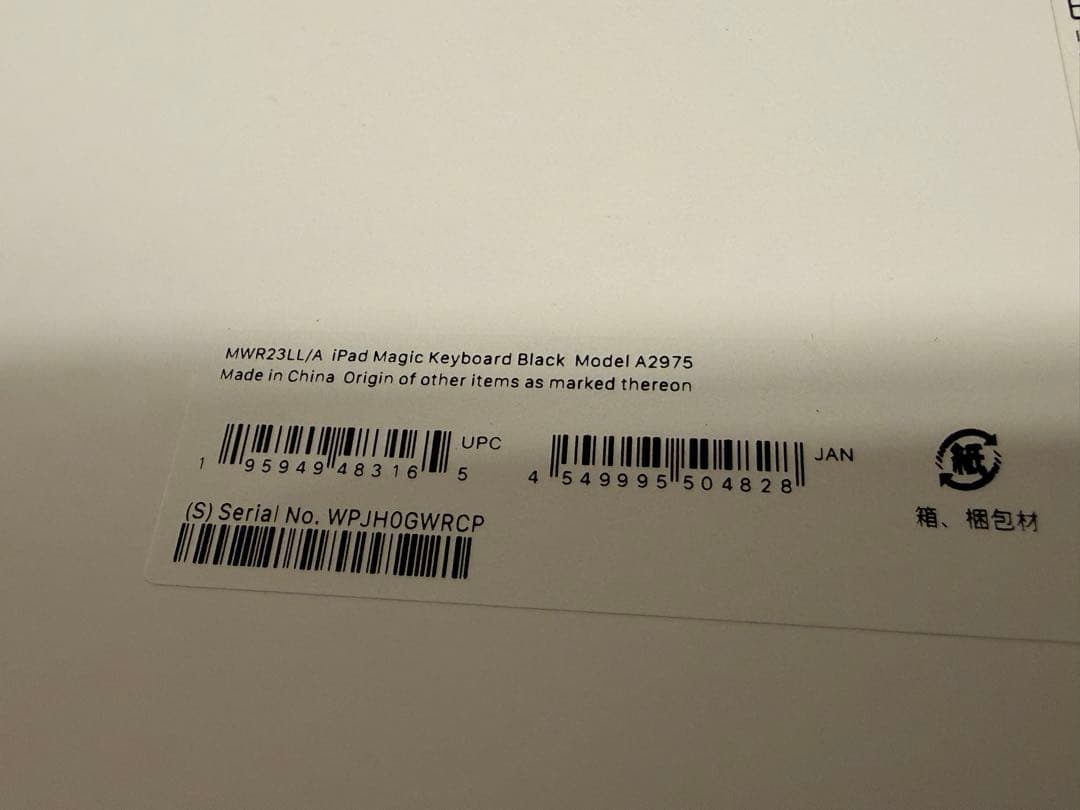 MWR23LL/A iPad Magic Keyboard Black Model A2975
Made in China Origin of other items as marked thereon
1 95949 48316 5 UPC
4 549995 504828 JAN
紙
箱、梱包材
(S) Serial No. WPJH0GWRCP